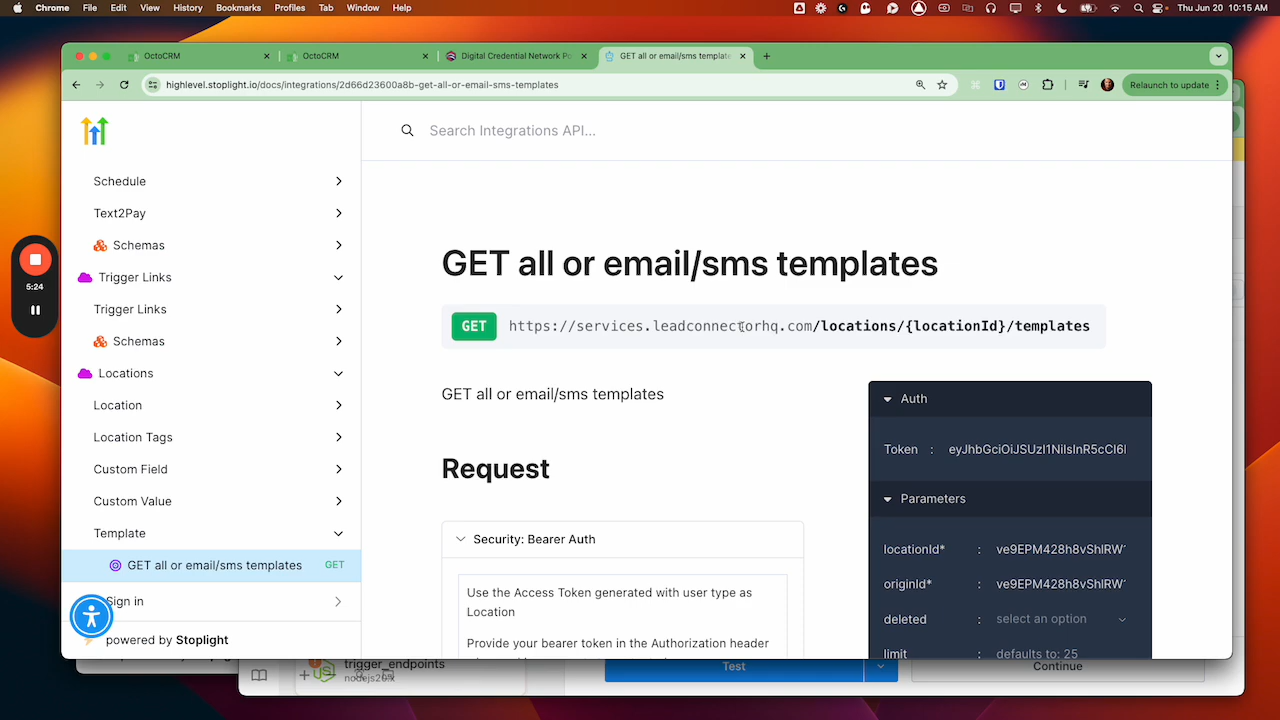 Chrome File Edit View History Bookmarks Profiles Tab Window Help Thu Jun 20 10:15 AM
OctoCRM
OctoCRM
Digital Credential Network Po
GET all or email/sms template
highlevel.stoplight.io/docs/integrations/2d66d23600a8b-get-all-or-email-sms-templates
Relaunch to update
Search Integrations API...
Schedule
Text2Pay
Schemas
Trigger Links
Trigger Links
Schemas
Locations
Location
Location Tags
Custom Field
Custom Value
Template
GET all or email/sms templates GET
Sign in
powered by Stoplight
5:24
GET all or email/sms templates
GET https://services.leadconnectorhq.com/locations/{locationId}/templates
GET all or email/sms templates
Request
Security: Bearer Auth
Use the Access Token generated with user type as
Location
Provide your bearer token in the Authorization header
Auth
Token : eyJhbGciOiJSUzI1NiIsInR5cCI6I
Parameters
locationId* : ve9EPM428h8vShlRW1
originId* : ve9EPM428h8vShlRW1
deleted : select an option
limit : defaults to: 25
trigger_endpoints
nodejs20.x
Test
Continue